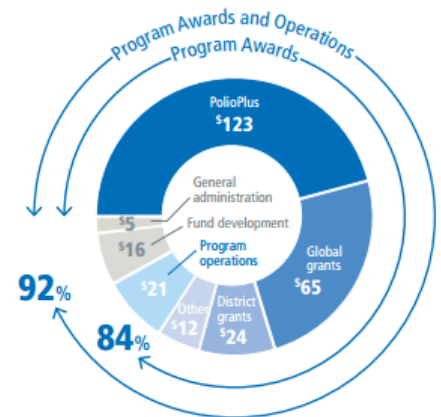 Program Awards and Operations
Program Awards
PolioPlus
$123
General
administration
$5
Fund development
$16
Program
operations
$21
Other
$12
District
grants
$24
Global
grants
$65
92%
84%